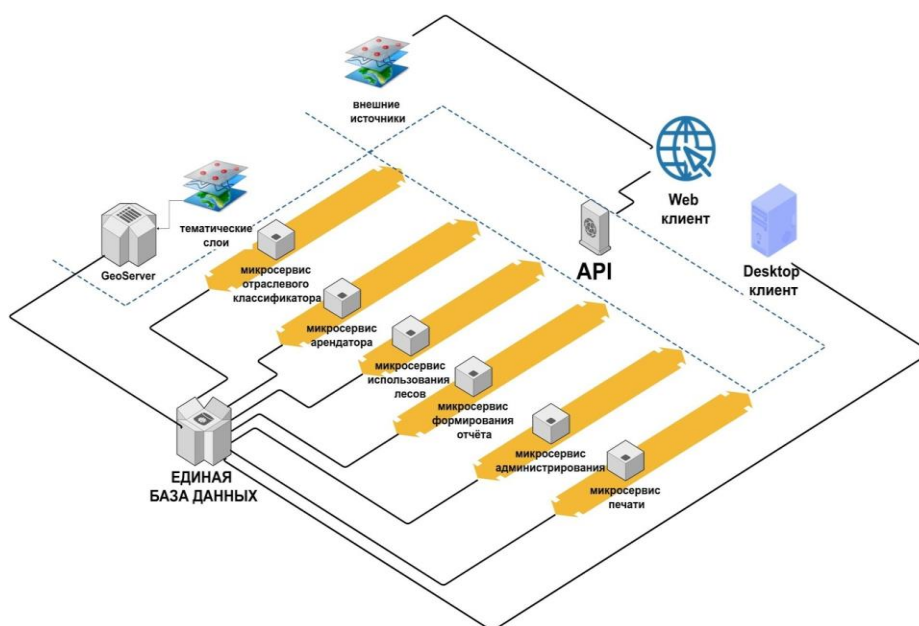 внешние
источники
Web
клиент
тематические
слои
GeoServer
API
Desktop
клиент
микросервис
отраслевого
классификатора
микросервис
арендатора
микросервис
использования
лесов
микросервис
формирования
отчёта
микросервис
администрирования
микросервис
печати
ЕДИНАЯ
БАЗА ДАННЫХ